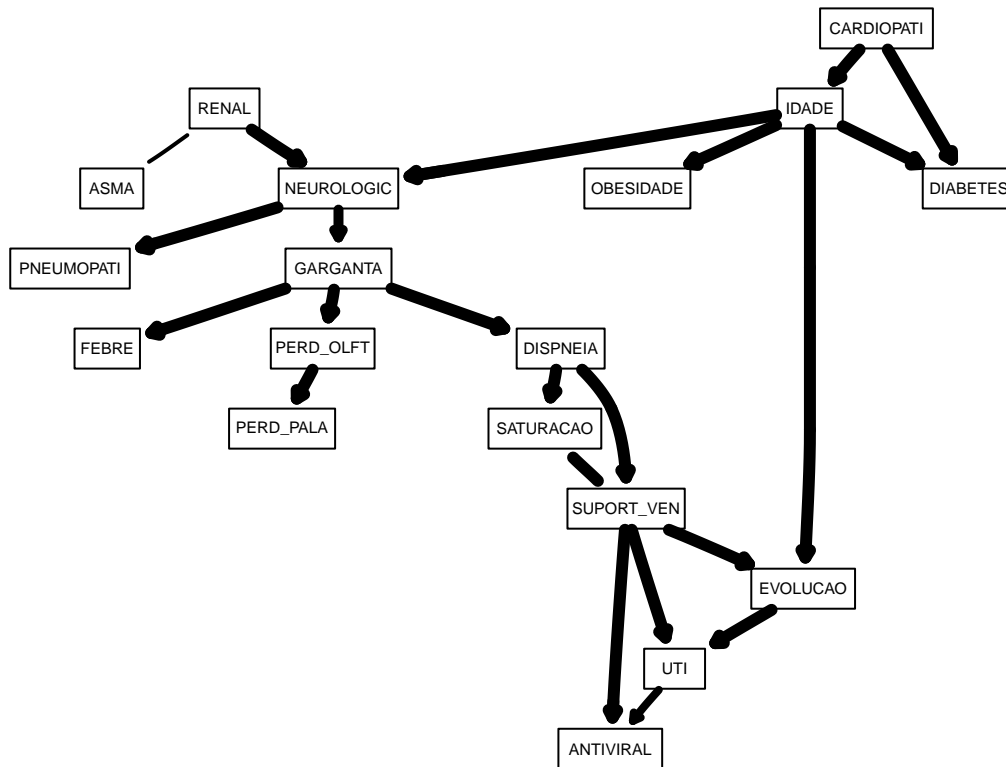 CARDIOPATI
RENAL
IDADE
ASMA
NEUROLOGIC
OBESIDADE
DIABETES
PNEUMOPATI
GARGANTA
FEBRE
PERD_OLFT
DISPNEIA
PERD_PALA
SATURACAO
SUPORT_VEN
EVOLUCAO
UTI
ANTIVIRAL